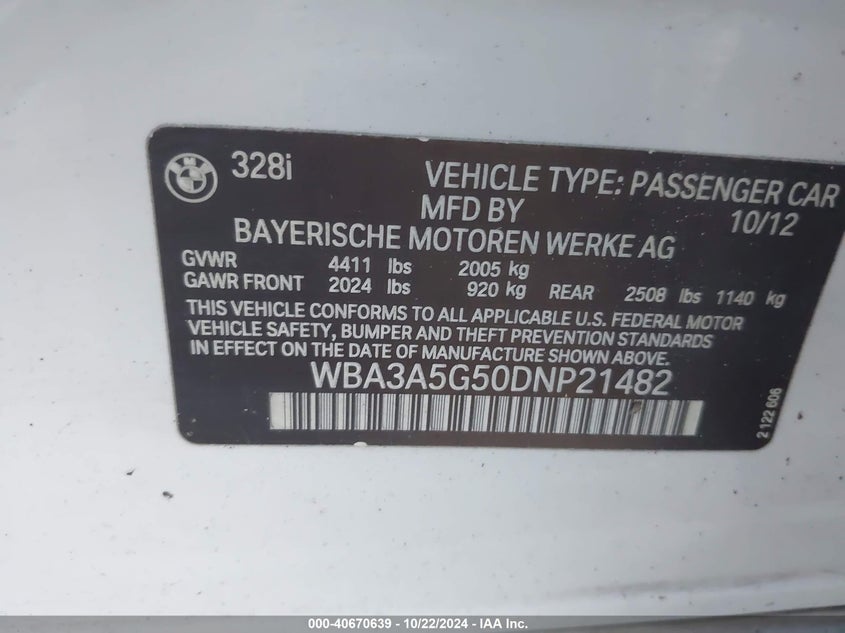 BMW
328i
VEHICLE TYPE: PASSENGER CAR
MFD BY 10/12
BAYERISCHE MOTOREN WERKE AG
GVWR 4411 lbs 2005 kg
GAWR FRONT 2024 lbs 920 kg REAR 2508 lbs 1140 kg
THIS VEHICLE CONFORMS TO ALL APPLICABLE U.S. FEDERAL MOTOR
VEHICLE SAFETY, BUMPER AND THEFT PREVENTION STANDARDS
IN EFFECT ON THE DATE OF MANUFACTURE SHOWN ABOVE.
WBA3A5G50DNP21482
2 122 606
000-40670639 - 10/22/2024 - IAA Inc.